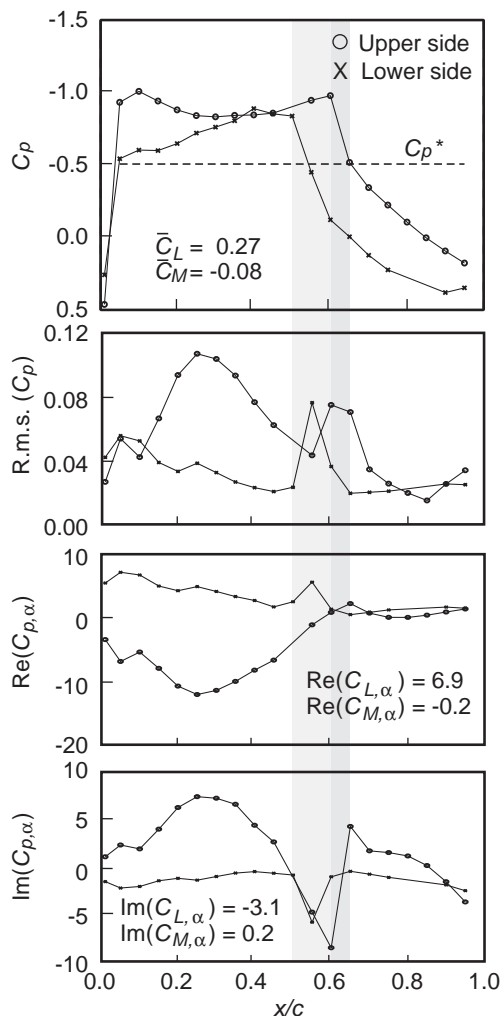 -1.5
O Upper side
X Lower side
-1.0
Cp
-0.5
Cp*
0.0
C̄L = 0.27
C̄M = -0.08
0.5
0.12
R.m.s. (Cp)
0.08
0.04
0.00
10
Re(Cp,α)
0
-10
Re(CL,α) = 6.9
Re(CM,α) = -0.2
-20
10
Im(Cp,α)
5
0
-5
Im(CL,α) = -3.1
Im(CM,α) = 0.2
-10
0.0 0.2 0.4 0.6 0.8 1.0
x/c